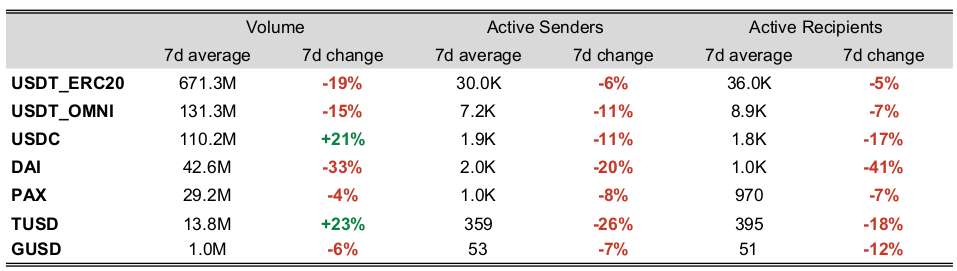 Volume Active Senders Active Recipients
7d average 7d change 7d average 7d change 7d average 7d change
USDT_ERC20 671.3M -19% 30.0K -6% 36.0K -5%
USDT_OMNI 131.3M -15% 7.2K -11% 8.9K -7%
USDC 110.2M +21% 1.9K -11% 1.8K -17%
DAI 42.6M -33% 2.0K -20% 1.0K -41%
PAX 29.2M -4% 1.0K -8% 970 -7%
TUSD 13.8M +23% 359 -26% 395 -18%
GUSD 1.0M -6% 53 -7% 51 -12%